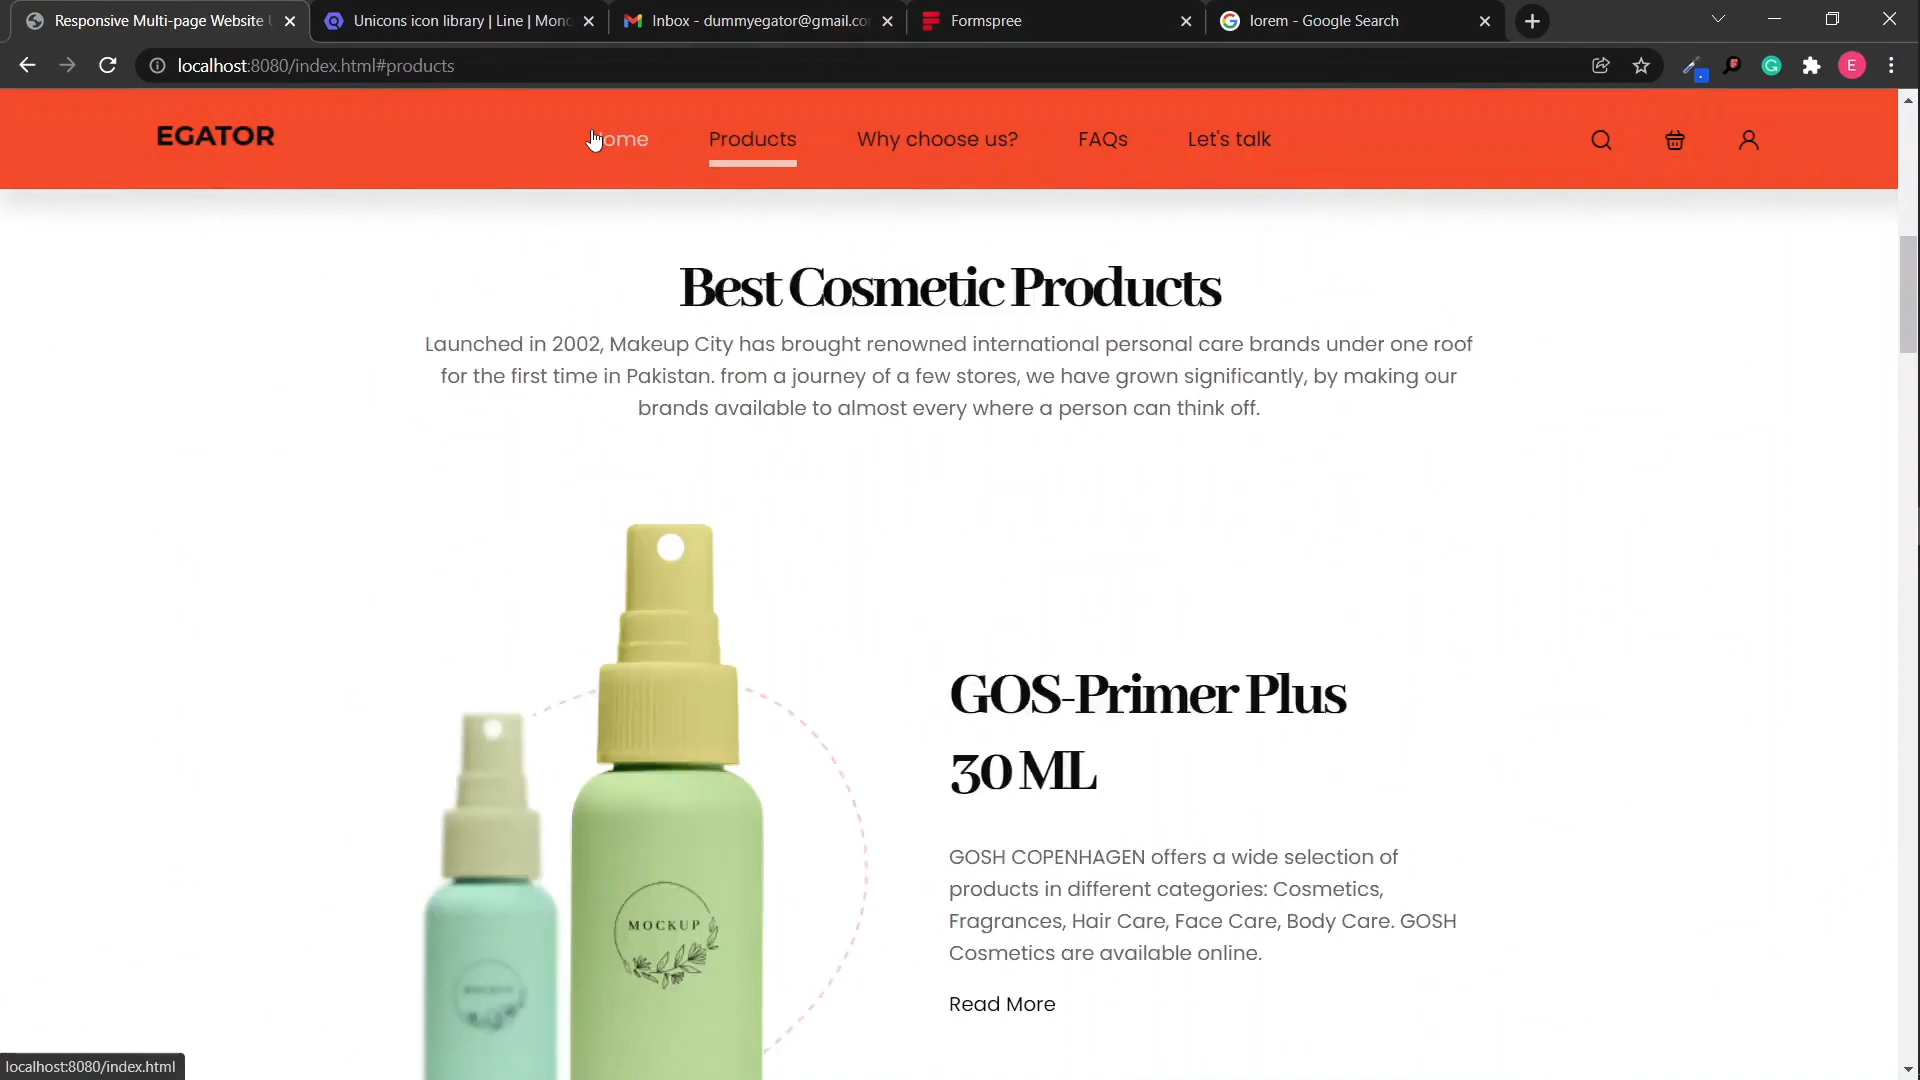 Responsive Multi-page Website
Unicons icon library | Line | Mono
Inbox - dummyegator@gmail.co
Formspree
lorem - Google Search
localhost:8080/index.html#products
E
EGATOR
Home
Products
Why choose us?
FAQs
Let's talk
Best Cosmetic Products
Launched in 2002, Makeup City has brought renowned international personal care brands under one roof
for the first time in Pakistan. from a journey of a few stores, we have grown significantly, by making our
brands available to almost every where a person can think off.
GOS-Primer Plus
30 ML
MOCKUP
GOSH COPENHAGEN offers a wide selection of
products in different categories: Cosmetics,
Fragrances, Hair Care, Face Care, Body Care. GOSH
Cosmetics are available online.
Read More
localhost:8080/index.html